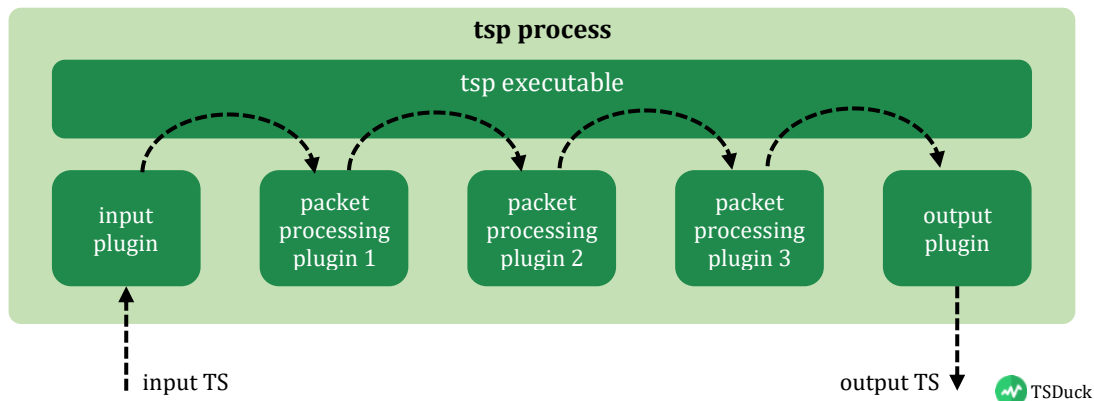 tsp process
tsp executable
input
plugin
packet
processing
plugin 1
packet
processing
plugin 2
packet
processing
plugin 3
output
plugin
input TS
output TS
TSDuck